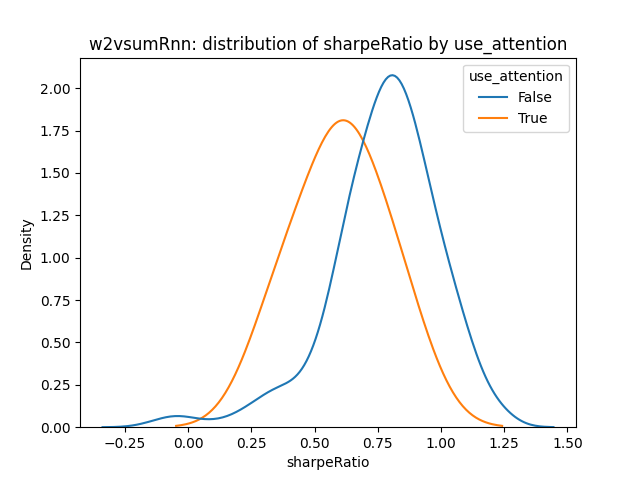 w2vsumRnn: distribution of sharpeRatio by use_attention
use_attention
False
True
Density
2.00
1.75
1.50
1.25
1.00
0.75
0.50
0.25
0.00
−0.25 0.00 0.25 0.50 0.75 1.00 1.25 1.50
sharpeRatio